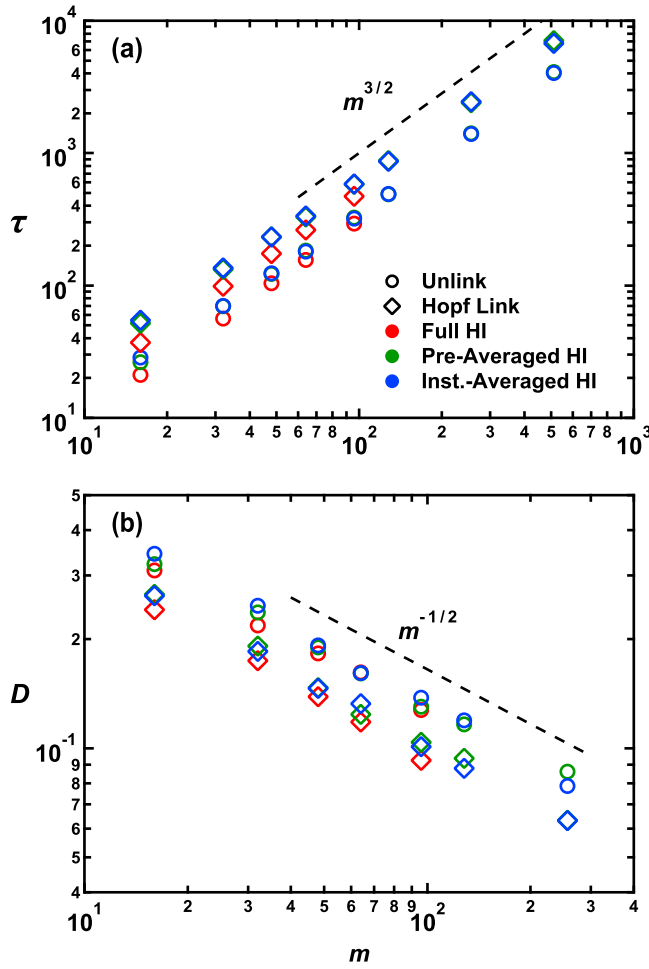 (a)
10^4
6
4
2
10^3
6
4
2
10^2
6
4
2
10^1
τ
m^{3/2}
Unlink
Hopf Link
Full HI
Pre-Averaged HI
Inst.-Averaged HI
10^1 2 3 4 5 6 7 8 10^2 2 3 4 5 6 7 8 10^3
(b)
5
4
3
2
10^{-1}
9
8
7
6
5
4
D
m^{-1/2}
10^1 2 3 4 5 6 7 8 9 10^2 2 3 4
m